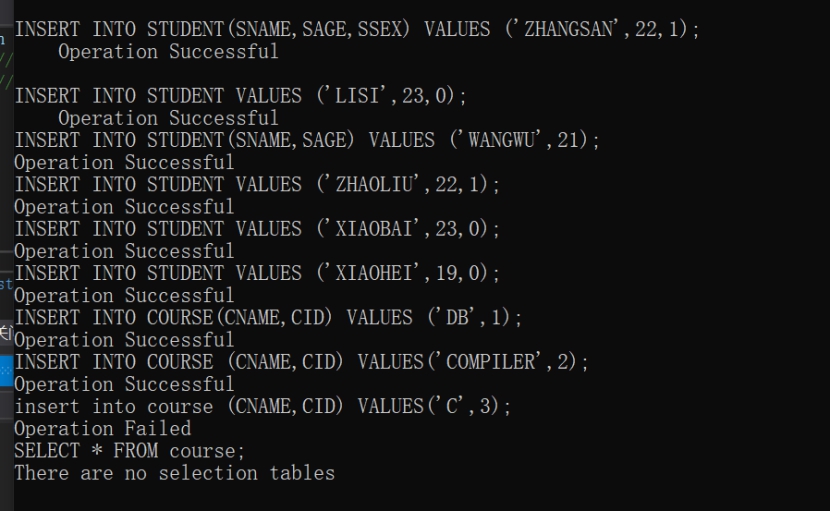 INSERT INTO STUDENT(SNAME,SAGE,SSEX) VALUES ('ZHANGSAN',22,1);
Operation Successful
INSERT INTO STUDENT VALUES ('LISI',23,0);
Operation Successful
INSERT INTO STUDENT(SNAME,SAGE) VALUES ('WANGWU',21);
Operation Successful
INSERT INTO STUDENT VALUES ('ZHAOLIU',22,1);
Operation Successful
INSERT INTO STUDENT VALUES ('XIAOBAI',23,0);
Operation Successful
INSERT INTO STUDENT VALUES ('XIAOHEI',19,0);
Operation Successful
INSERT INTO COURSE(CNAME,CID) VALUES ('DB',1);
Operation Successful
INSERT INTO COURSE (CNAME,CID) VALUES('COMPILER',2);
Operation Successful
insert into course (CNAME,CID) VALUES('C',3);
Operation Failed
SELECT * FROM course;
There are no selection tables